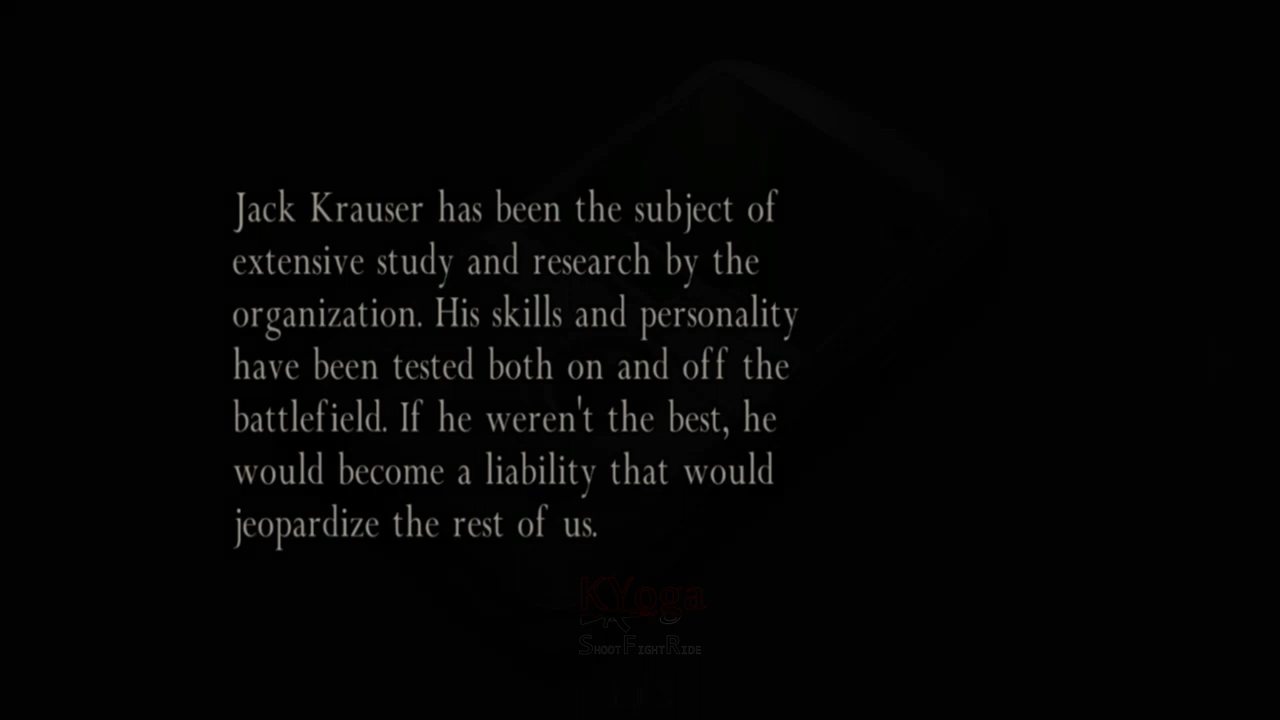 Jack Krauser has been the subject of
extensive study and research by the
organization. His skills and personality
have been tested both on and off the
battlefield. If he weren't the best, he
would become a liability that would
jeopardize the rest of us.
KYoga
ShootFightRide